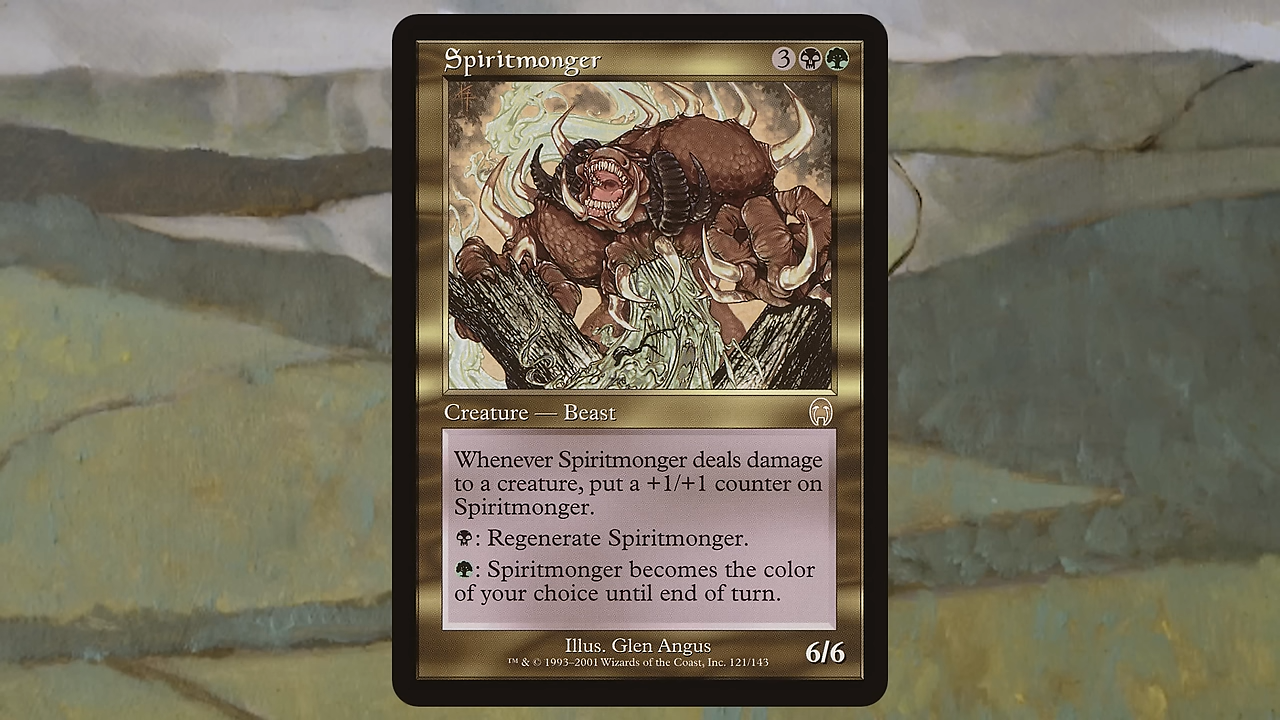 Spiritmonger 3
Creature — Beast
Whenever Spiritmonger deals damage
to a creature, put a +1/+1 counter on
Spiritmonger.
: Regenerate Spiritmonger.
: Spiritmonger becomes the color
of your choice until end of turn.
Illus. Glen Angus
™ & © 1993–2001 Wizards of the Coast, Inc. 121/143
6/6